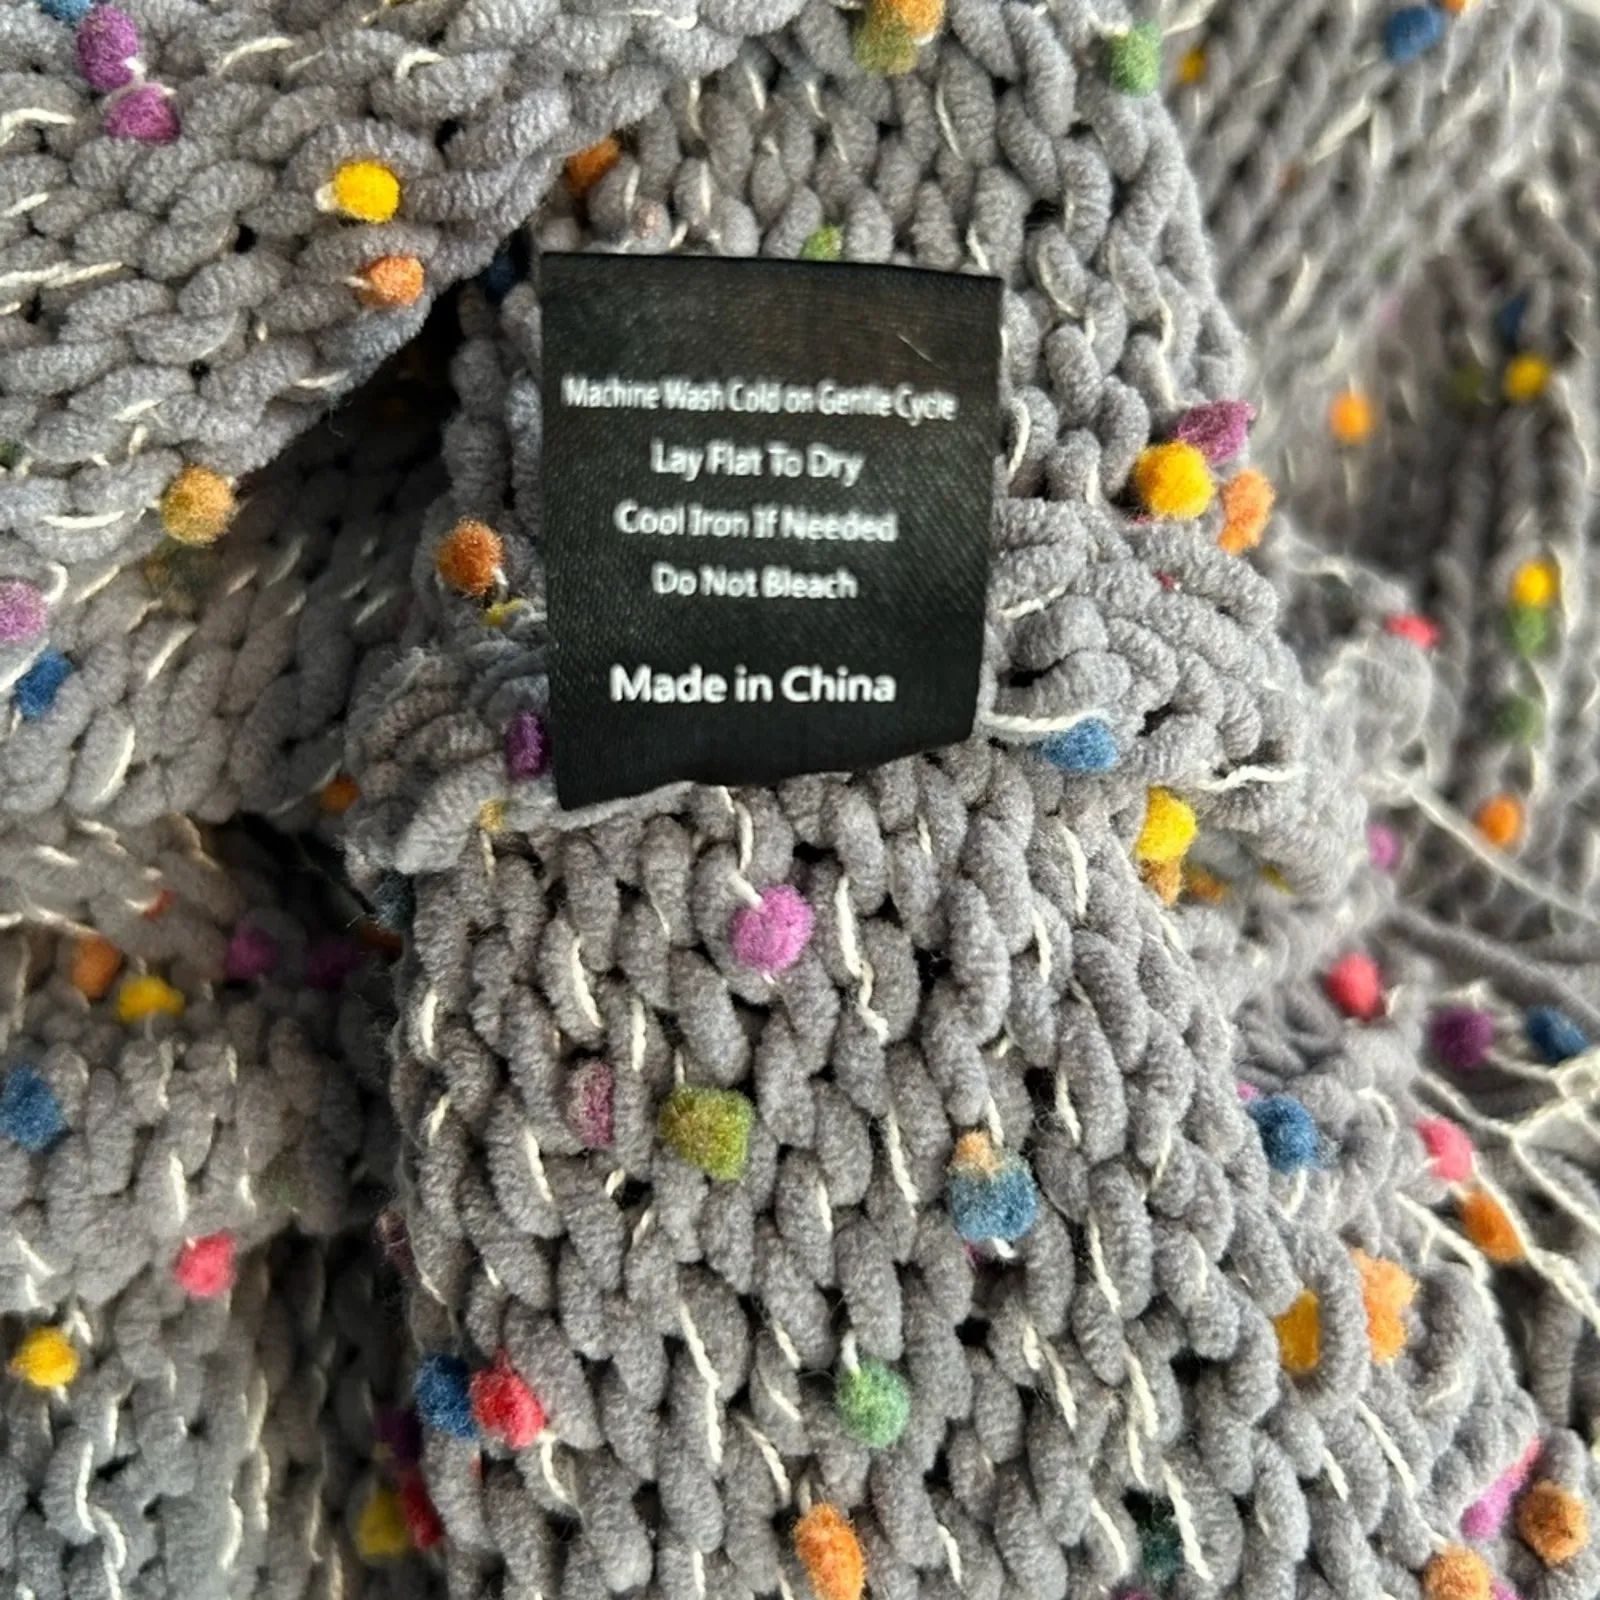 Machine Wash Cold on Gentle Cycle
Lay Flat To Dry
Cool Iron If Needed
Do Not Bleach
Made in China